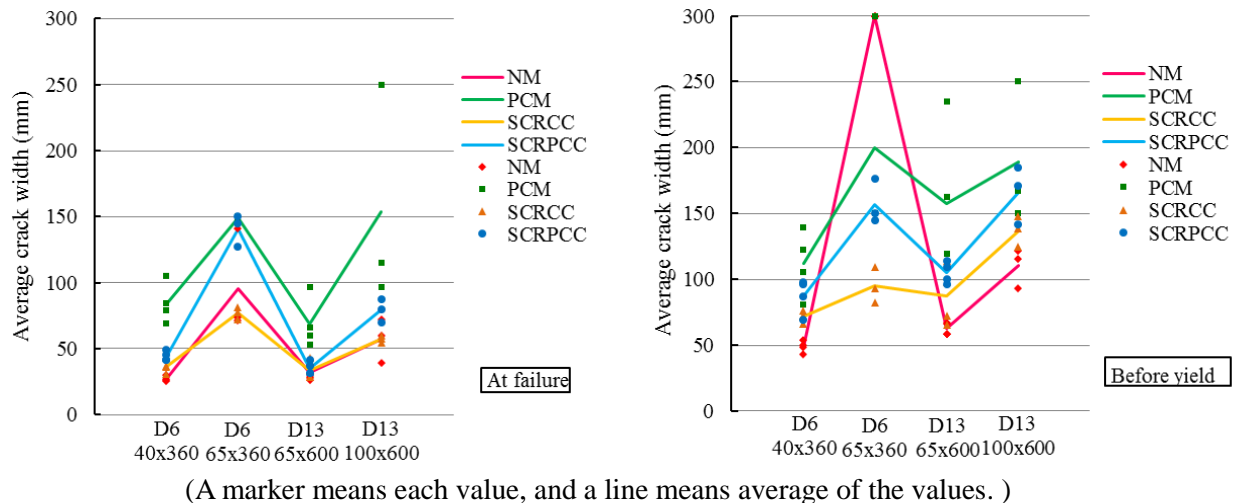 Average crack width (mm)
300
250
200
150
100
50
0
D6
40x360
D6
65x360
D13
65x600
D13
100x600
NM
PCM
SCRCC
SCRPCC
NM
PCM
SCRCC
SCRPCC
At failure
Average crack width (mm)
300
250
200
150
100
50
0
D6
40x360
D6
65x360
D13
65x600
D13
100x600
NM
PCM
SCRCC
SCRPCC
NM
PCM
SCRCC
SCRPCC
Before yield
(A marker means each value, and a line means average of the values. )